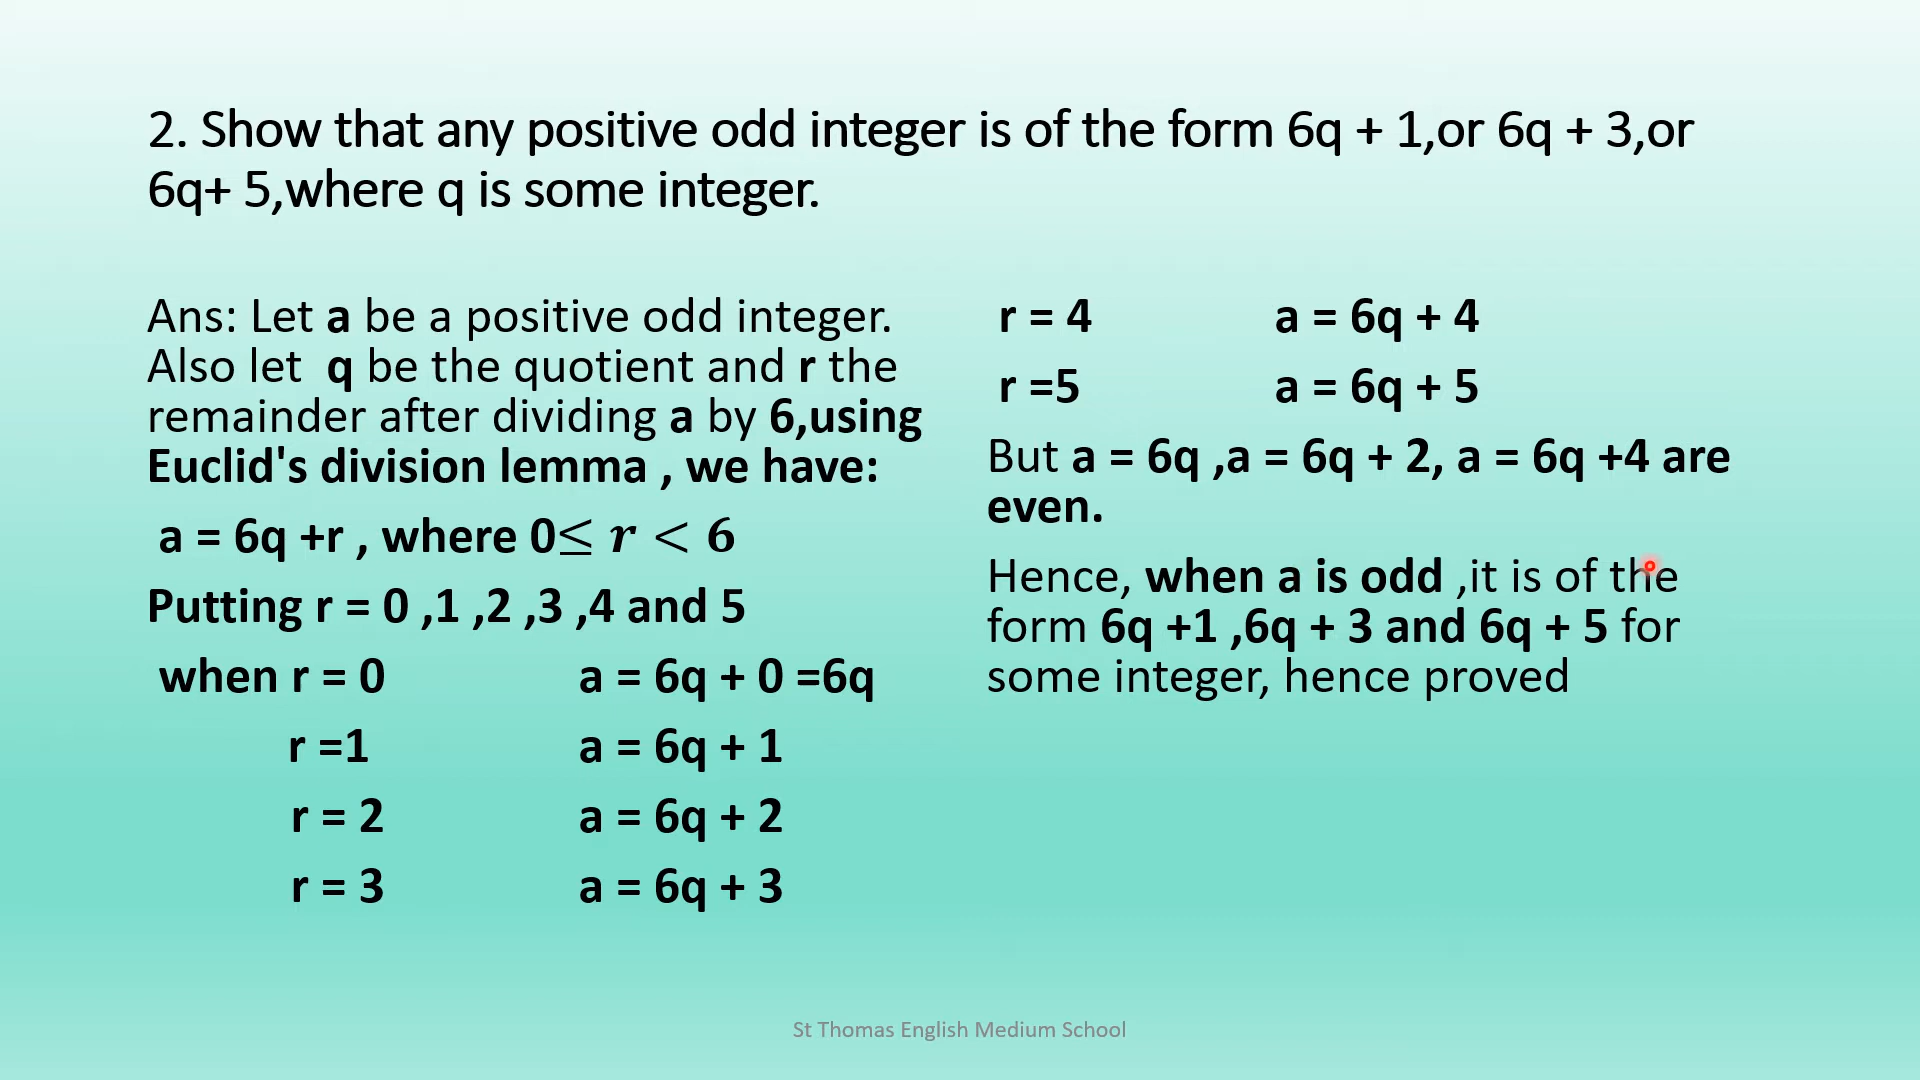 2. Show that any positive odd integer is of the form 6q + 1,or 6q + 3,or
6q+ 5,where q is some integer.
Ans: Let a be a positive odd integer.
Also let q be the quotient and r the
remainder after dividing a by 6,using
Euclid's division lemma , we have:
a = 6q +r , where 0≤ r < 6
Putting r = 0 ,1 ,2 ,3 ,4 and 5
when r = 0 a = 6q + 0 =6q
r =1 a = 6q + 1
r = 2 a = 6q + 2
r = 3 a = 6q + 3
r = 4 a = 6q + 4
r =5 a = 6q + 5
But a = 6q ,a = 6q + 2, a = 6q +4 are
even.
Hence, when a is odd ,it is of the
form 6q +1 ,6q + 3 and 6q + 5 for
some integer, hence proved
St Thomas English Medium School